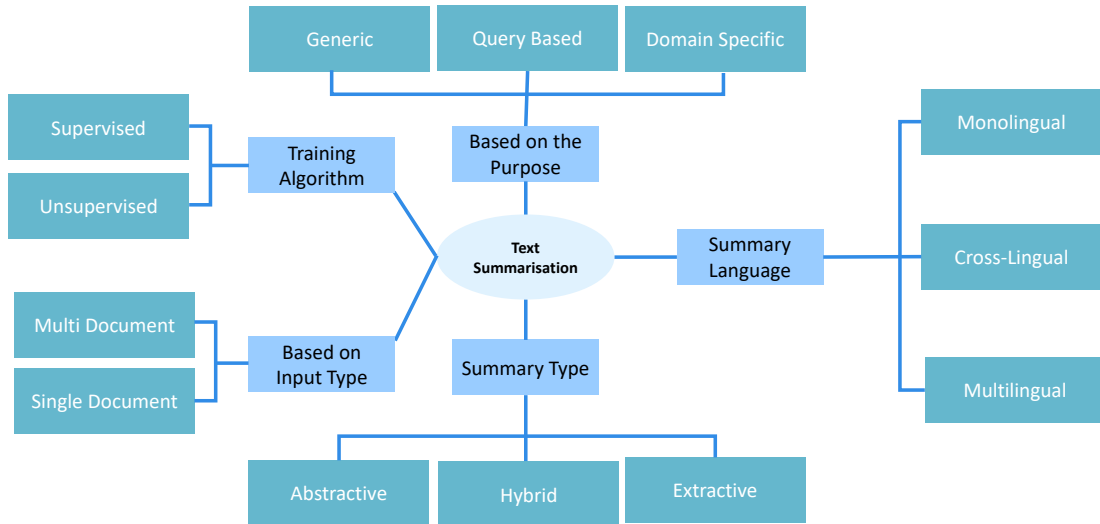 Generic
Query Based
Domain Specific
Supervised
Unsupervised
Training
Algorithm
Based on the
Purpose
Monolingual
Text
Summarisation
Summary
Language
Cross-Lingual
Multi Document
Single Document
Based on
Input Type
Summary Type
Multilingual
Abstractive
Hybrid
Extractive